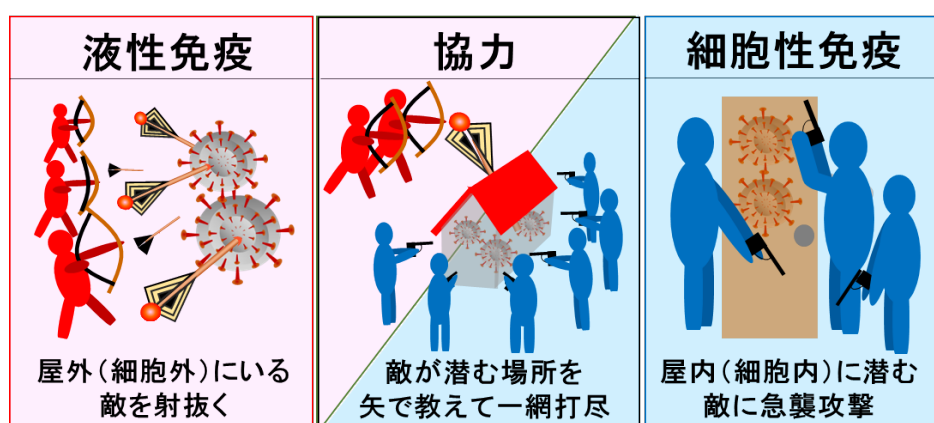 液性免疫
屋外(細胞外)にいる
敵を射抜く
協力
敵が潜む場所を
矢で教えて一網打尽
細胞性免疫
屋内(細胞内)に潜む
敵に急襲攻撃